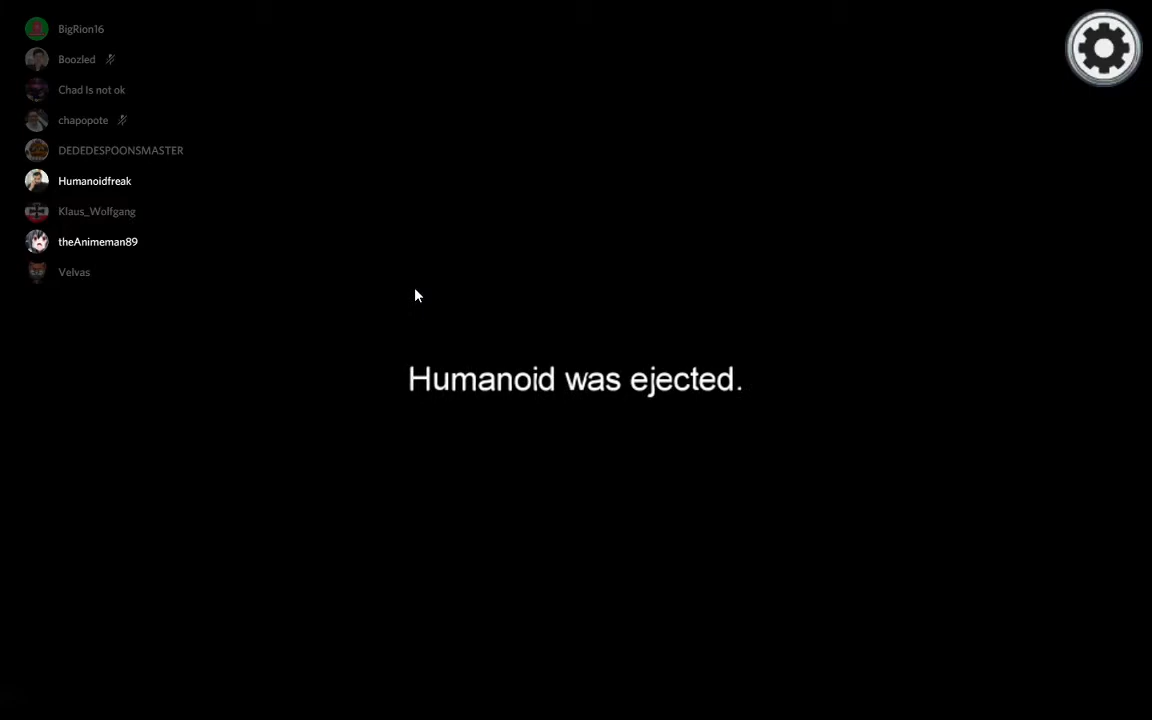 BigRion16
Boozled
Chad Is not ok
chapopote
DEDEDESPOONSMASTER
Humanoidfreak
Klaus_Wolfgang
theAnimeman89
Velvas
Humanoid was ejected.